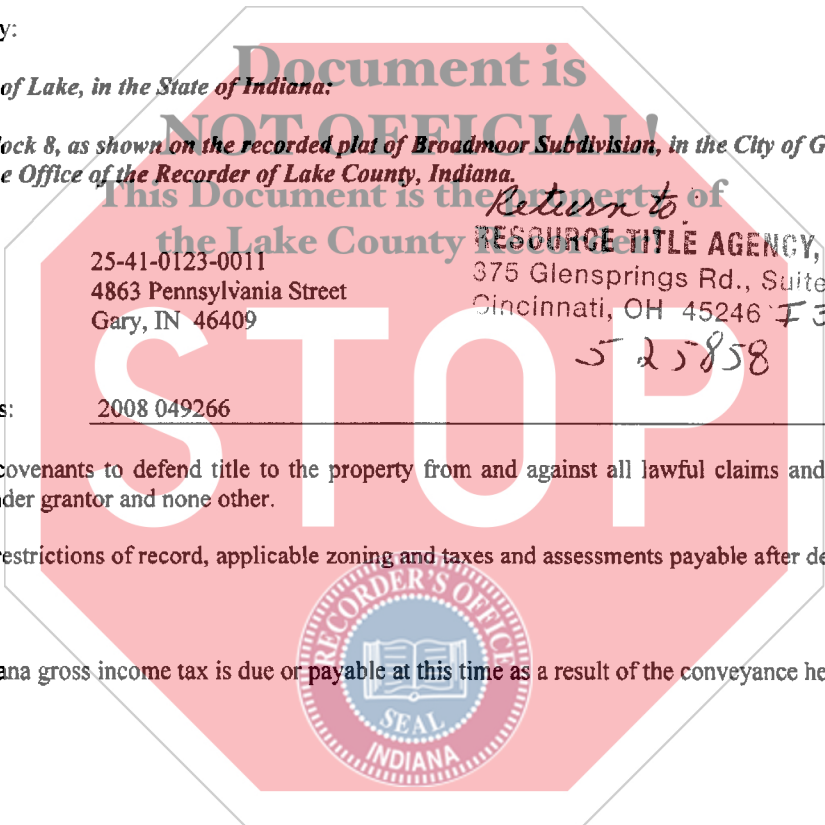 y:
Document is
of Lake, in the State of Indiana:
NOT OFFICIAL!
ock 8, as shown on the recorded plat of Broadmoor Subdivision, in the City of G
e Office of the Recorder of Lake County, Indiana.
This Document is the property of
the Lake County Recorder!
Return to:
RESOURCE TITLE AGENCY,
375 Glensprings Rd., Suite
Cincinnati, OH 45246
525858
25-41-0123-0011
4863 Pennsylvania Street
Gary, IN 46409
STOP
s: 2008 049266
covenants to defend title to the property from and against all lawful claims and
der grantor and none other.
restrictions of record, applicable zoning and taxes and assessments payable after de
RECORDER'S OFFICE
SEAL
INDIANA
ana gross income tax is due or payable at this time as a result of the conveyance he